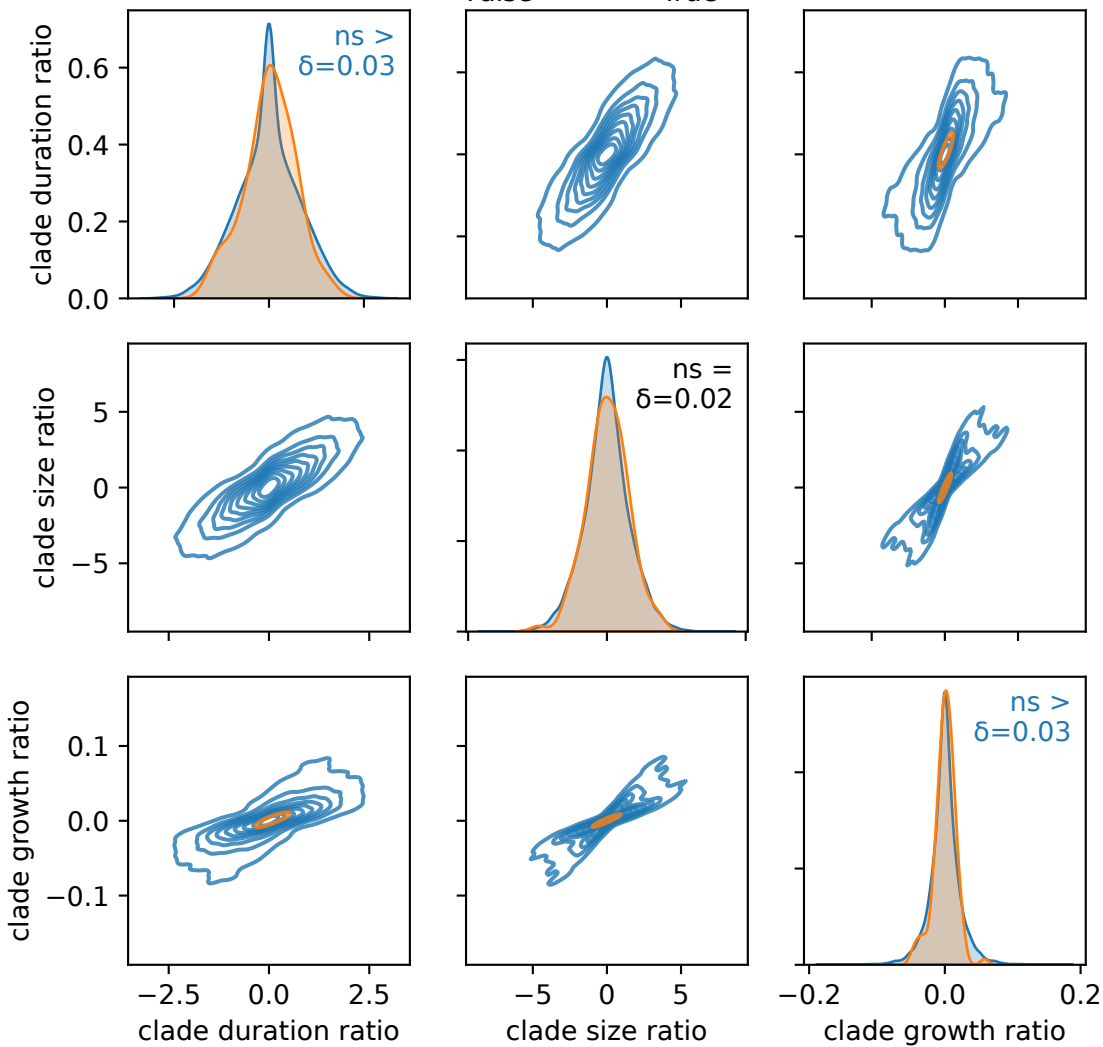 clade duration ratio
0.6
0.4
0.2
0.0
ns >
δ=0.03
clade size ratio
5
0
−5
−5
0
5
ns =
δ=0.02
clade growth ratio
0.1
0.0
−0.1
ns >
δ=0.03
−2.5
0.0
2.5
−5
0
5
−0.2
0.0
0.2
clade duration ratio
clade size ratio
clade growth ratio